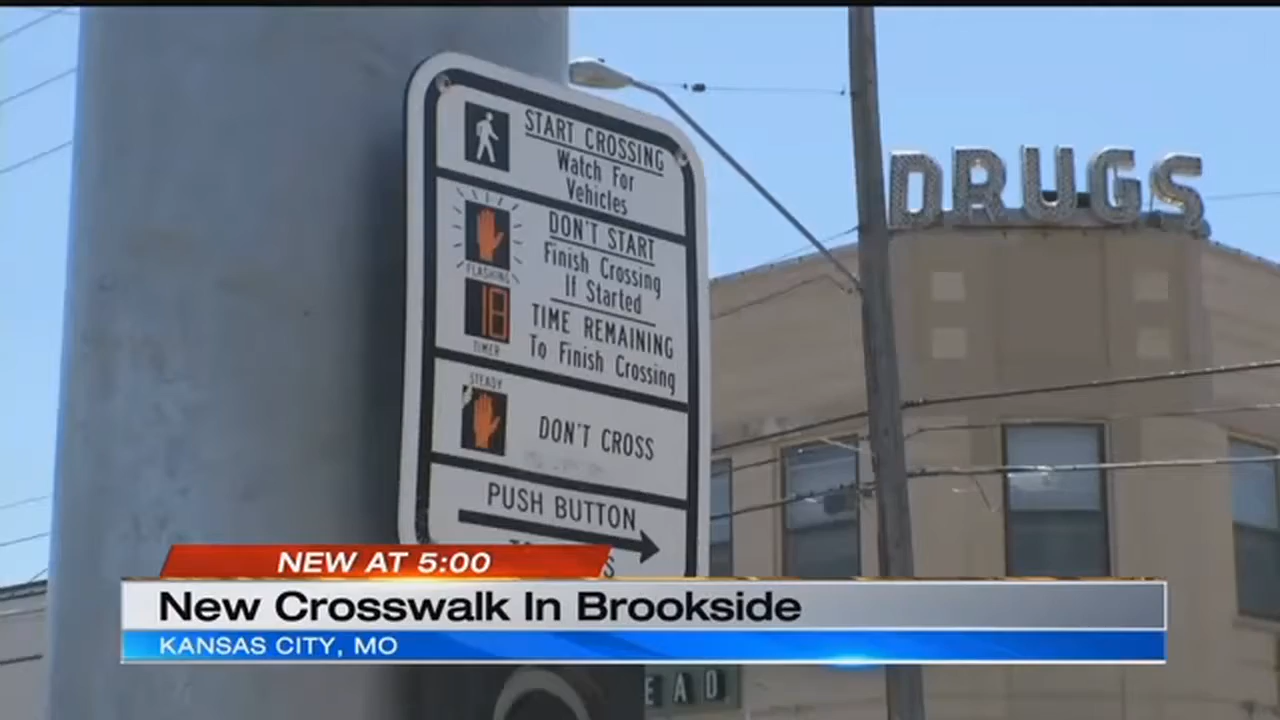 START CROSSING
Watch For
Vehicles
FLASHING
DON'T START
Finish Crossing
If Started
18
TIMER
TIME REMAINING
To Finish Crossing
STEADY
DON'T CROSS
PUSH BUTTON
DRUGS
NEW AT 5:00
New Crosswalk In Brookside
KANSAS CITY, MO
EAD